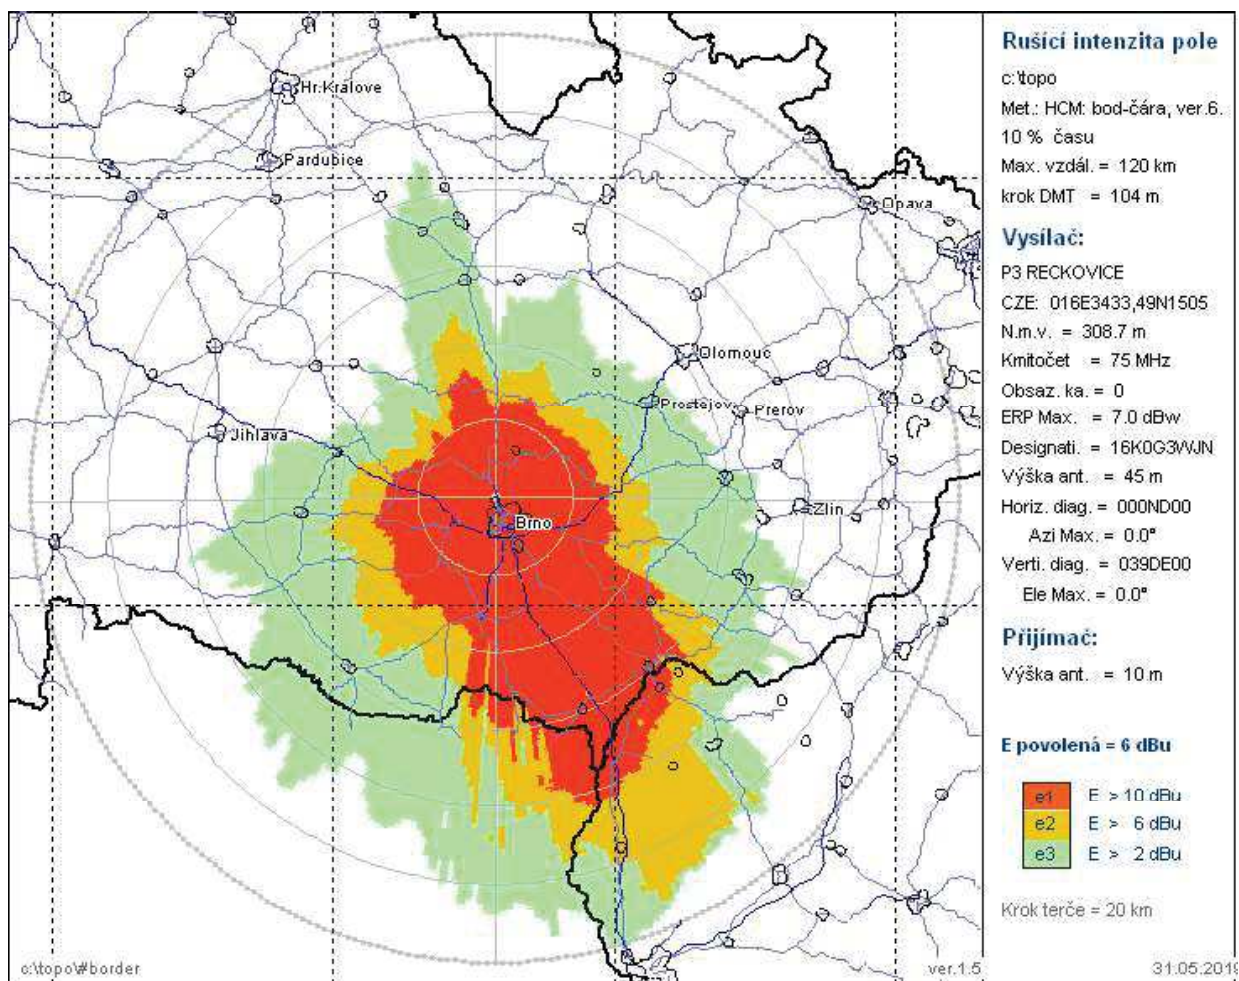 Hr.Kralove
Pardubice
Opava
Olomouc
Prostejov
Prerov
Jihlava
Zlin
Brno
c:\topo\#border
ver.1.5
Rušící intenzita pole
c:\topo
Met.: HCM: bod-čára, ver.6.
10 % času
Max. vzdál. = 120 km
krok DMT = 104 m
Vysílač:
P3 RECKOVICE
CZE: 016E3433,49N1505
N.m.v. = 308.7 m
Kmitočet = 75 MHz
Obsaz. ka. = 0
ERP Max. = 7.0 dBw
Designati. = 16K0G3WJN
Výška ant. = 45 m
Horiz. diag. = 000ND00
Azi Max. = 0.0°
Verti. diag. = 039DE00
Ele Max. = 0.0°
Přijímač:
Výška ant. = 10 m
E povolená = 6 dBu
e1 E > 10 dBu
e2 E > 6 dBu
e3 E > 2 dBu
Krok terče = 20 km
31.05.2019